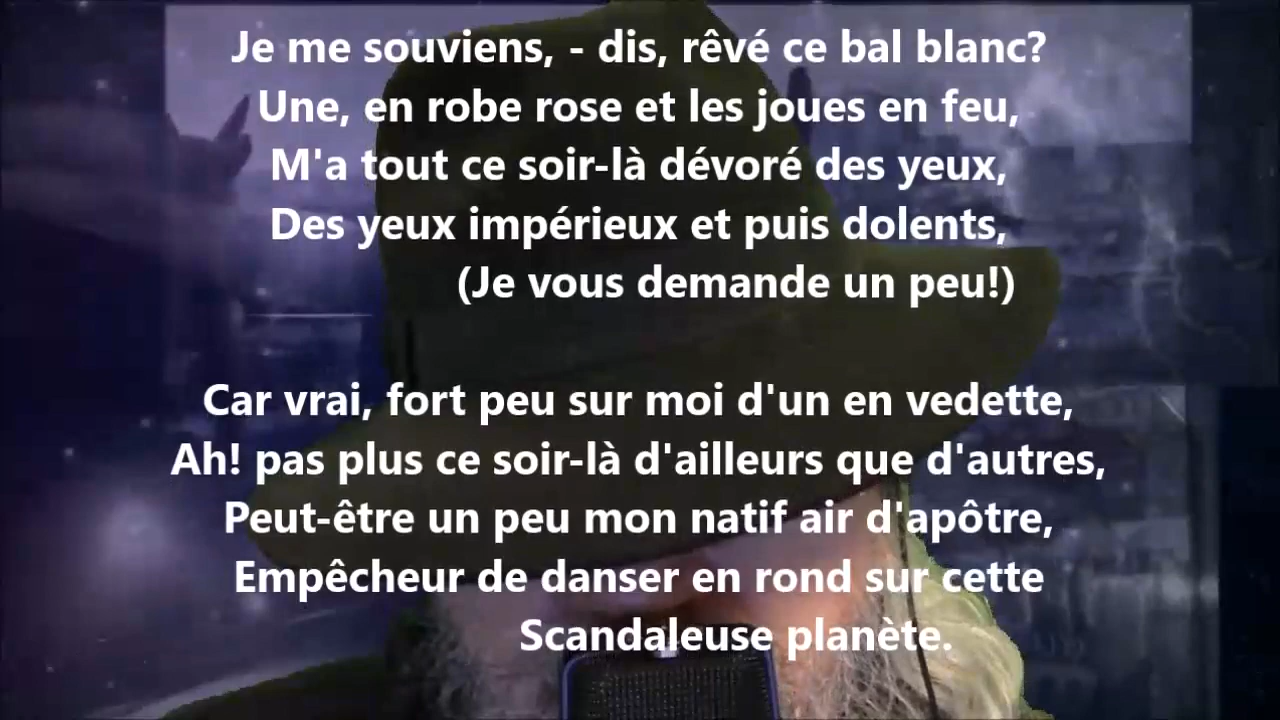 Je me souviens, - dis, rêvé ce bal blanc?
Une, en robe rose et les joues en feu,
M'a tout ce soir-là dévoré des yeux,
Des yeux impérieux et puis dolents,
(Je vous demande un peu!)
Car vrai, fort peu sur moi d'un en vedette,
Ah! pas plus ce soir-là d'ailleurs que d'autres,
Peut-être un peu mon natif air d'apôtre,
Empêcheur de danser en rond sur cette
Scandaleuse planète.